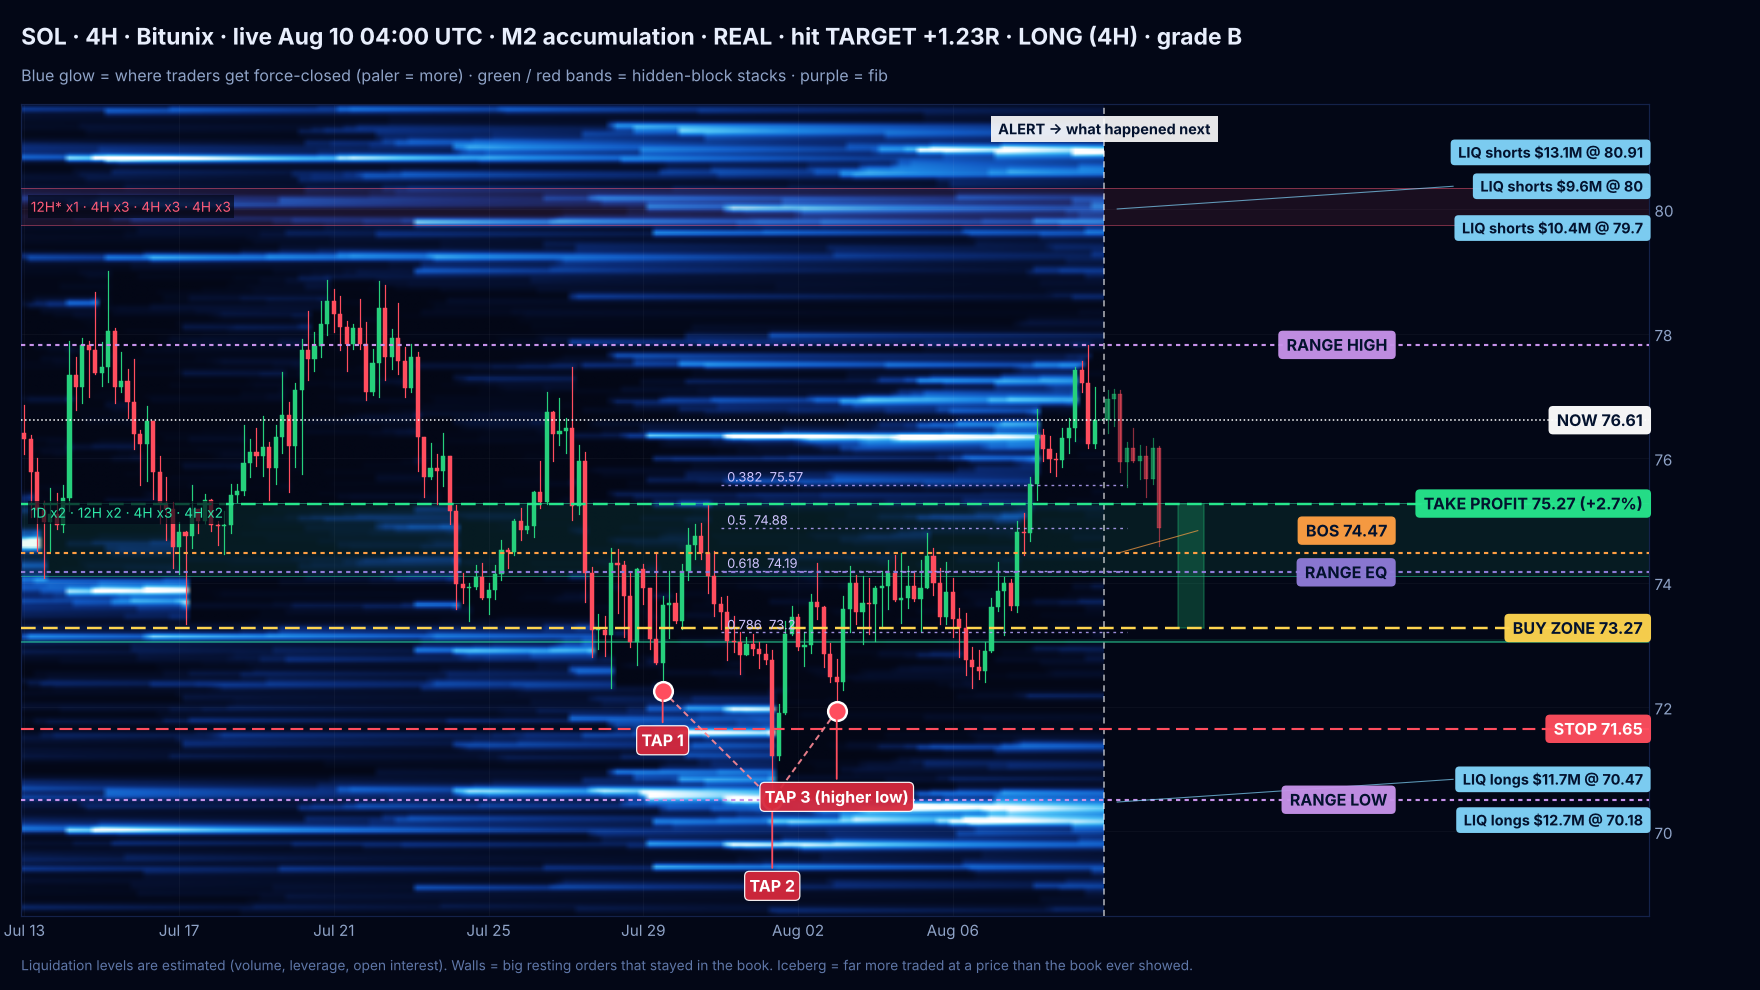 SOL · 4H · Bitunix · live Aug 10 04:00 UTC · M2 accumulation · REAL · hit TARGET +1.23R · LONG (4H) · grade B
Blue glow = where traders get force-closed (paler = more) · green / red bands = hidden-block stacks · purple = fib
ALERT → what happened next
LIQ shorts $13.1M @ 80.91
LIQ shorts $9.6M @ 80
12H* x1 · 4H x3 · 4H x3 · 4H x3
80
LIQ shorts $10.4M @ 79.7
78
RANGE HIGH
NOW 76.61
76
0.382 75.57
TAKE PROFIT 75.27 (+2.7%)
1D x2 · 12H x2 · 4H x3 · 4H x2
0.5 74.88
BOS 74.47
0.618 74.19
RANGE EQ
74
0.786 73.2
BUY ZONE 73.27
72
STOP 71.65
TAP 1
LIQ longs $11.7M @ 70.47
TAP 3 (higher low)
RANGE LOW
LIQ longs $12.7M @ 70.18
70
TAP 2
Jul 13
Jul 17
Jul 21
Jul 25
Jul 29
Aug 02
Aug 06
Liquidation levels are estimated (volume, leverage, open interest). Walls = big resting orders that stayed in the book. Iceberg = far more traded at a price than the book ever showed.